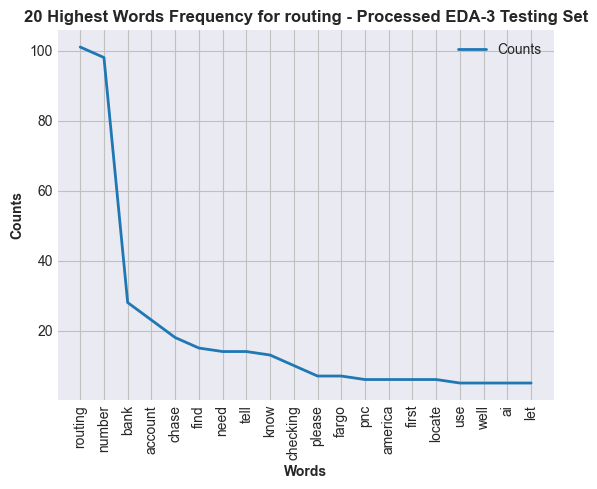 20 Highest Words Frequency for routing - Processed EDA-3 Testing Set
Counts
100
80
60
40
20
Counts
routing
number
bank
account
chase
find
need
tell
know
checking
please
fargo
pnc
america
first
locate
use
well
ai
let
Words